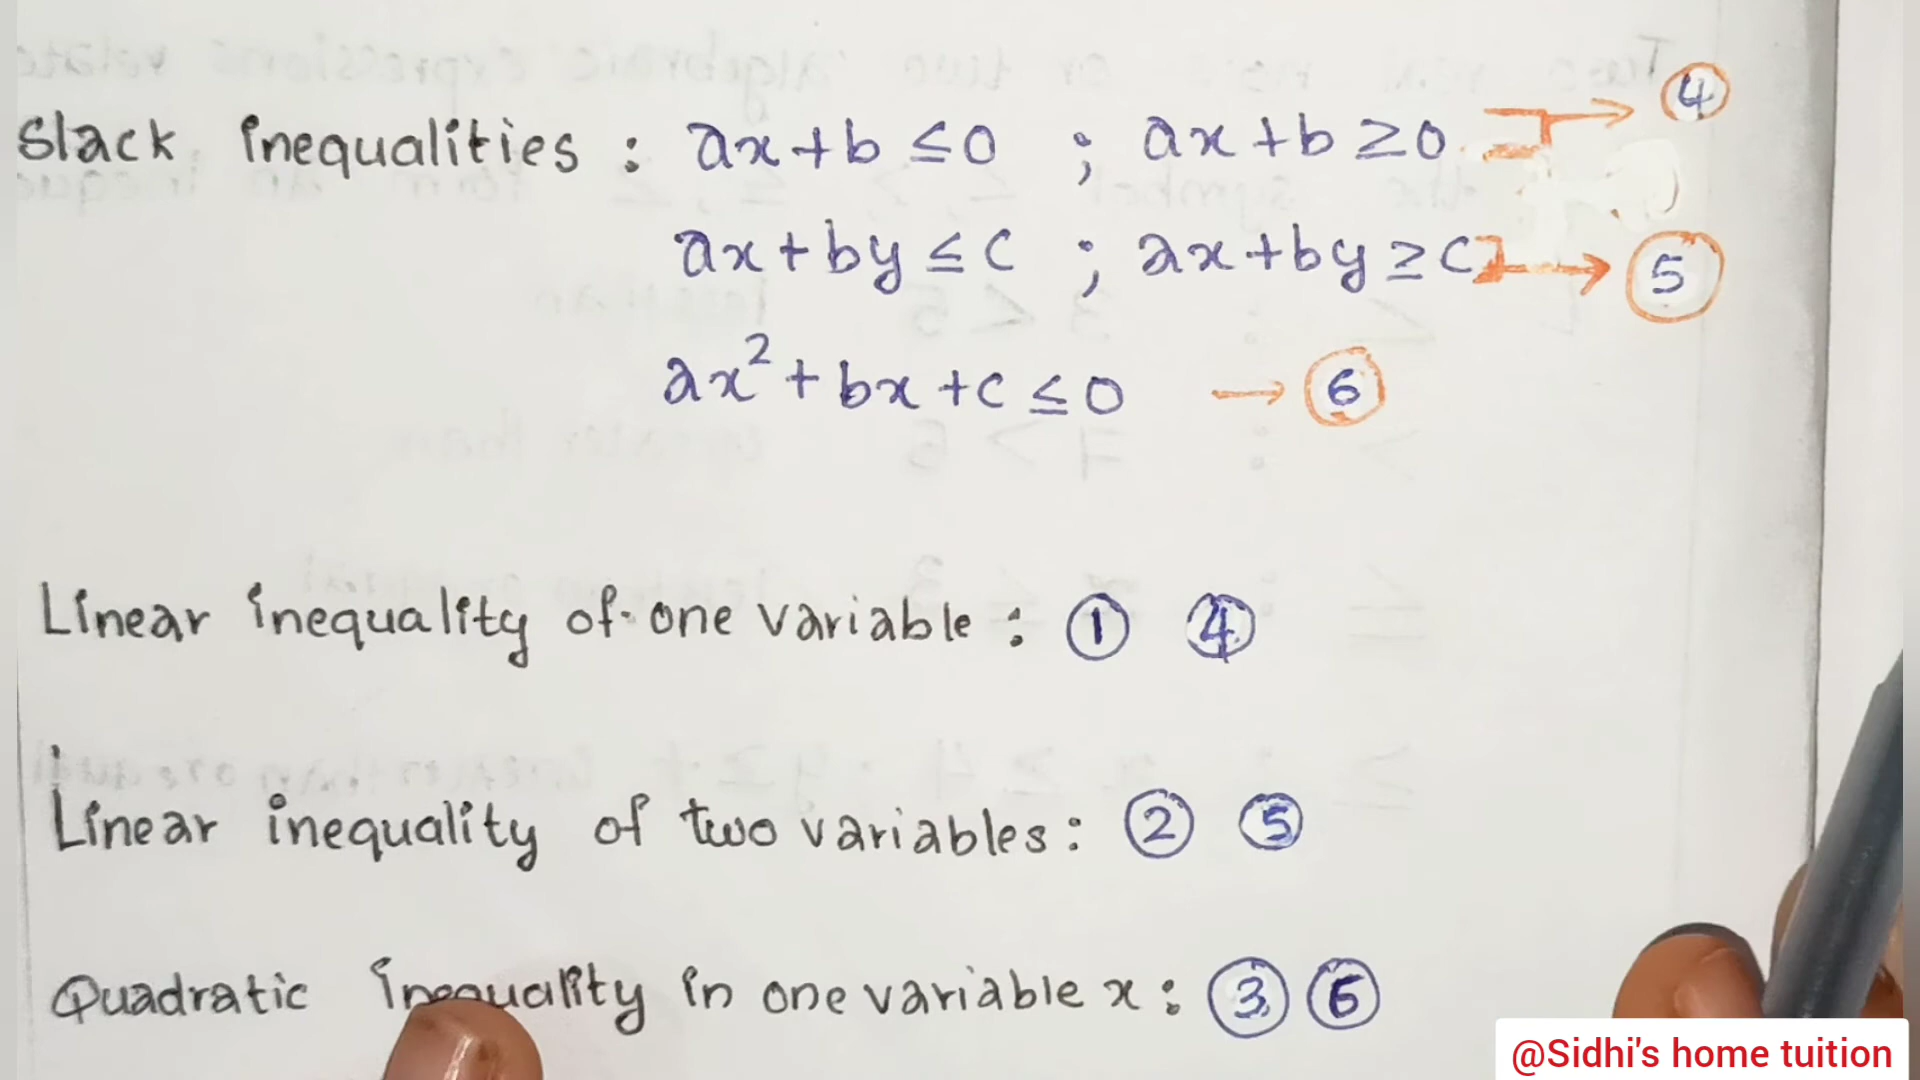 Slack inequalities : ax+b ≤0 ; ax+b ≥0 → ④
ax+by ≤ c ; ax+by ≥ c → ⑤
ax²+bx+c ≤ 0 → ⑥
Linear inequality of one variable : ① ④
Linear inequality of two variables : ② ⑤
Quadratic inequality in one variable x : ③ ⑥
@Sidhi's home tuition